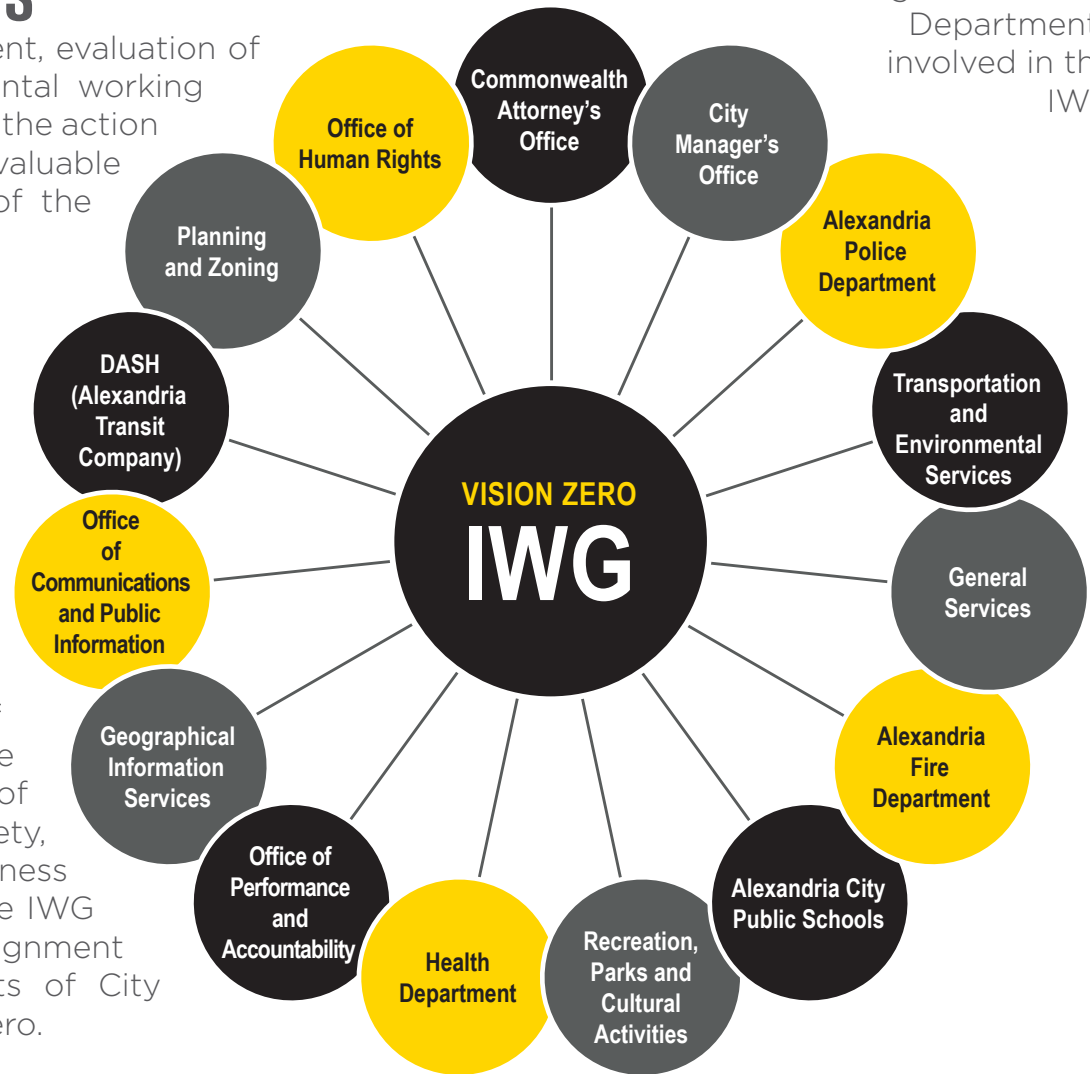 S
ent, evaluation of
ntal working
the action
valuable
of the
Department
involved in th
IW
Commonwealth
Attorney's
Office
City
Manager's
Office
Alexandria
Police
Department
Transportation
and
Environmental
Services
General
Services
Alexandria
Fire
Department
Alexandria City
Public Schools
Recreation,
Parks and
Cultural
Activities
Health
Department
Office of
Performance
and
Accountability
Geographical
Information
Services
Office
of
Communications
and Public
Information
DASH
(Alexandria
Transit
Company)
Planning
and Zoning
Office of
Human Rights
VISION ZERO
IWG
e
of
ety,
ness
e IWG
ignment
ts of City
ero.